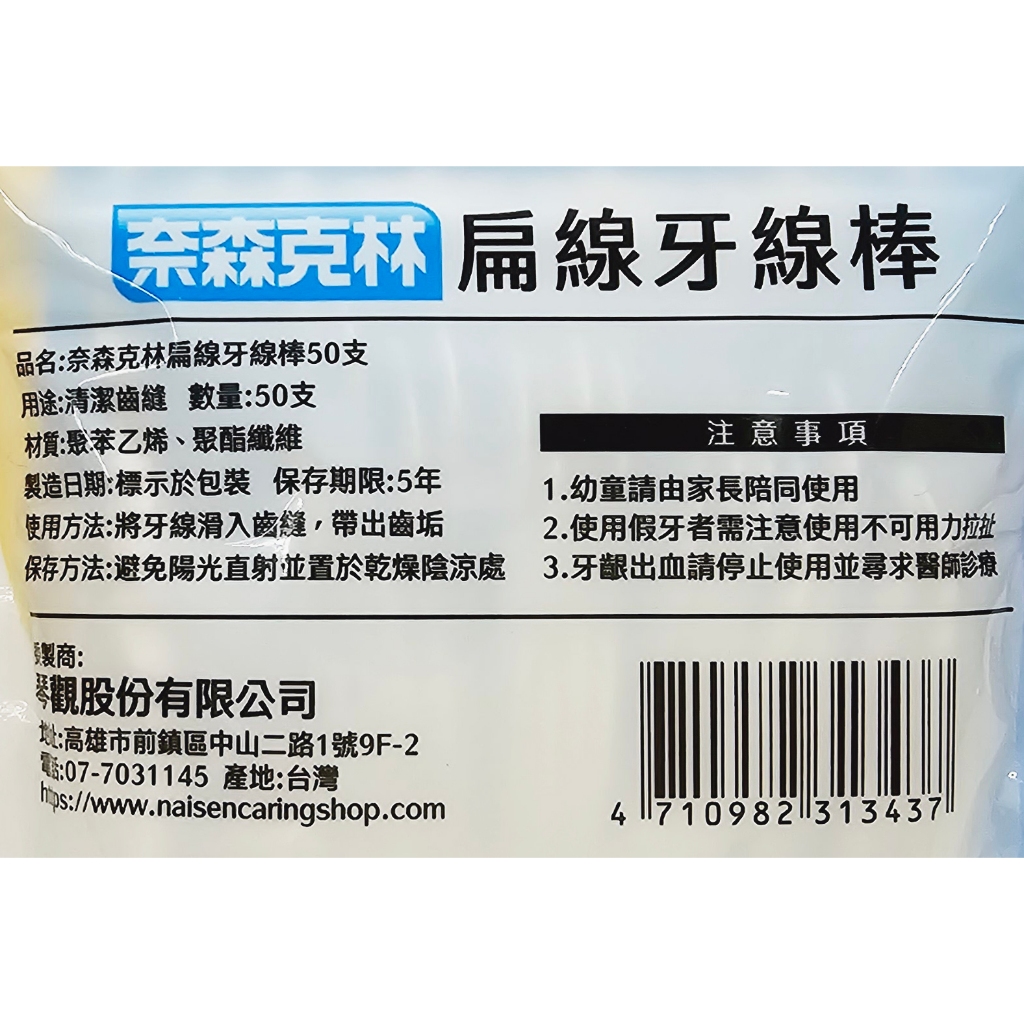 奈森克林 扁線牙線棒
品名:奈森克林扁線牙線棒50支
用途:清潔齒縫 數量:50支
材質:聚苯乙烯、聚酯纖維
製造日期:標示於包裝 保存期限:5年
使用方法:將牙線滑入齒縫，帶出齒垢
保存方法:避免陽光直射並置於乾燥陰涼處
注意事項
1.幼童請由家長陪同使用
2.使用假牙者需注意使用不可用力拉扯
3.牙齦出血請停止使用並尋求醫師診療
委製商:
琴觀股份有限公司
地址:高雄市前鎮區中山二路1號9F-2
電話:07-7031145 產地:台灣
https://www.naisencaringshop.com
4 710982 313437